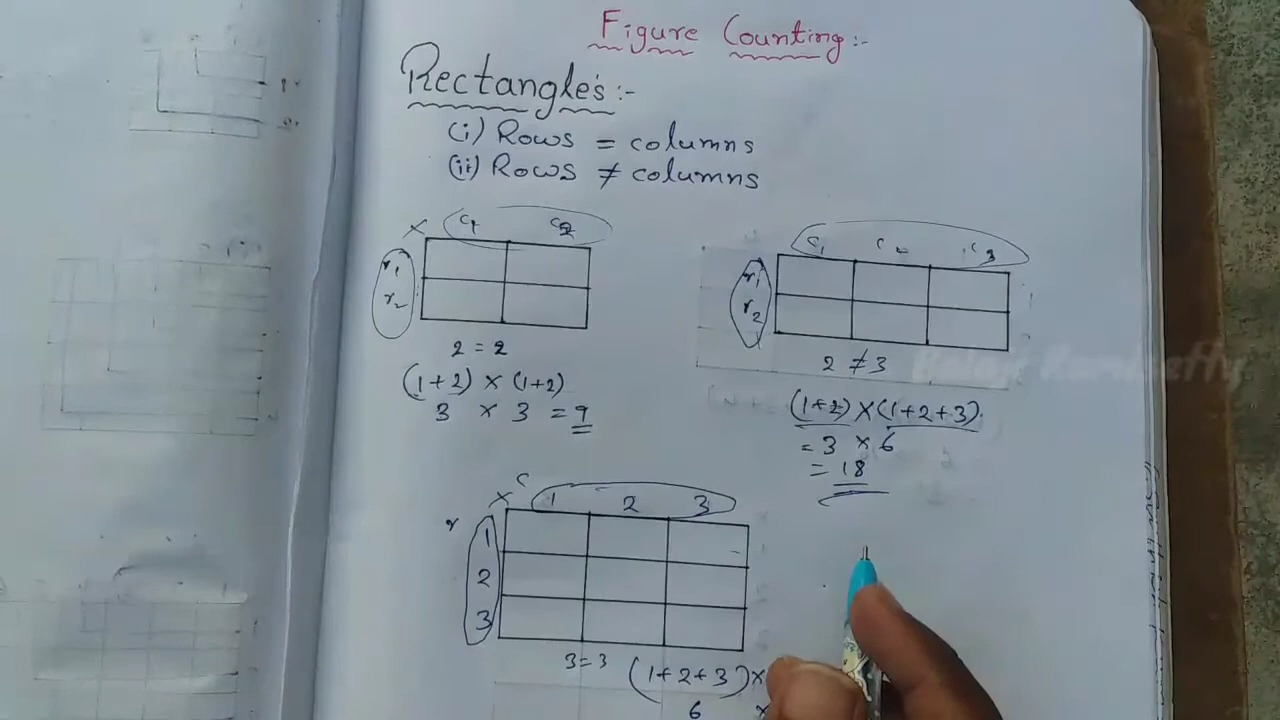 Figure Counting:-
Rectangle's:-
(i) Rows = columns
(ii) Rows ≠ columns
× c1 c2
r1
r2
2 = 2
(1+2) × (1+2)
3 × 3 = 9
c1 c2 c3
r1
r2
2 ≠ 3
(1+2) × (1+2+3)
= 3 × 6
= 18
× c 1 2 3
r 1
2
3
3=3 (1+2+3) ×
6 ×